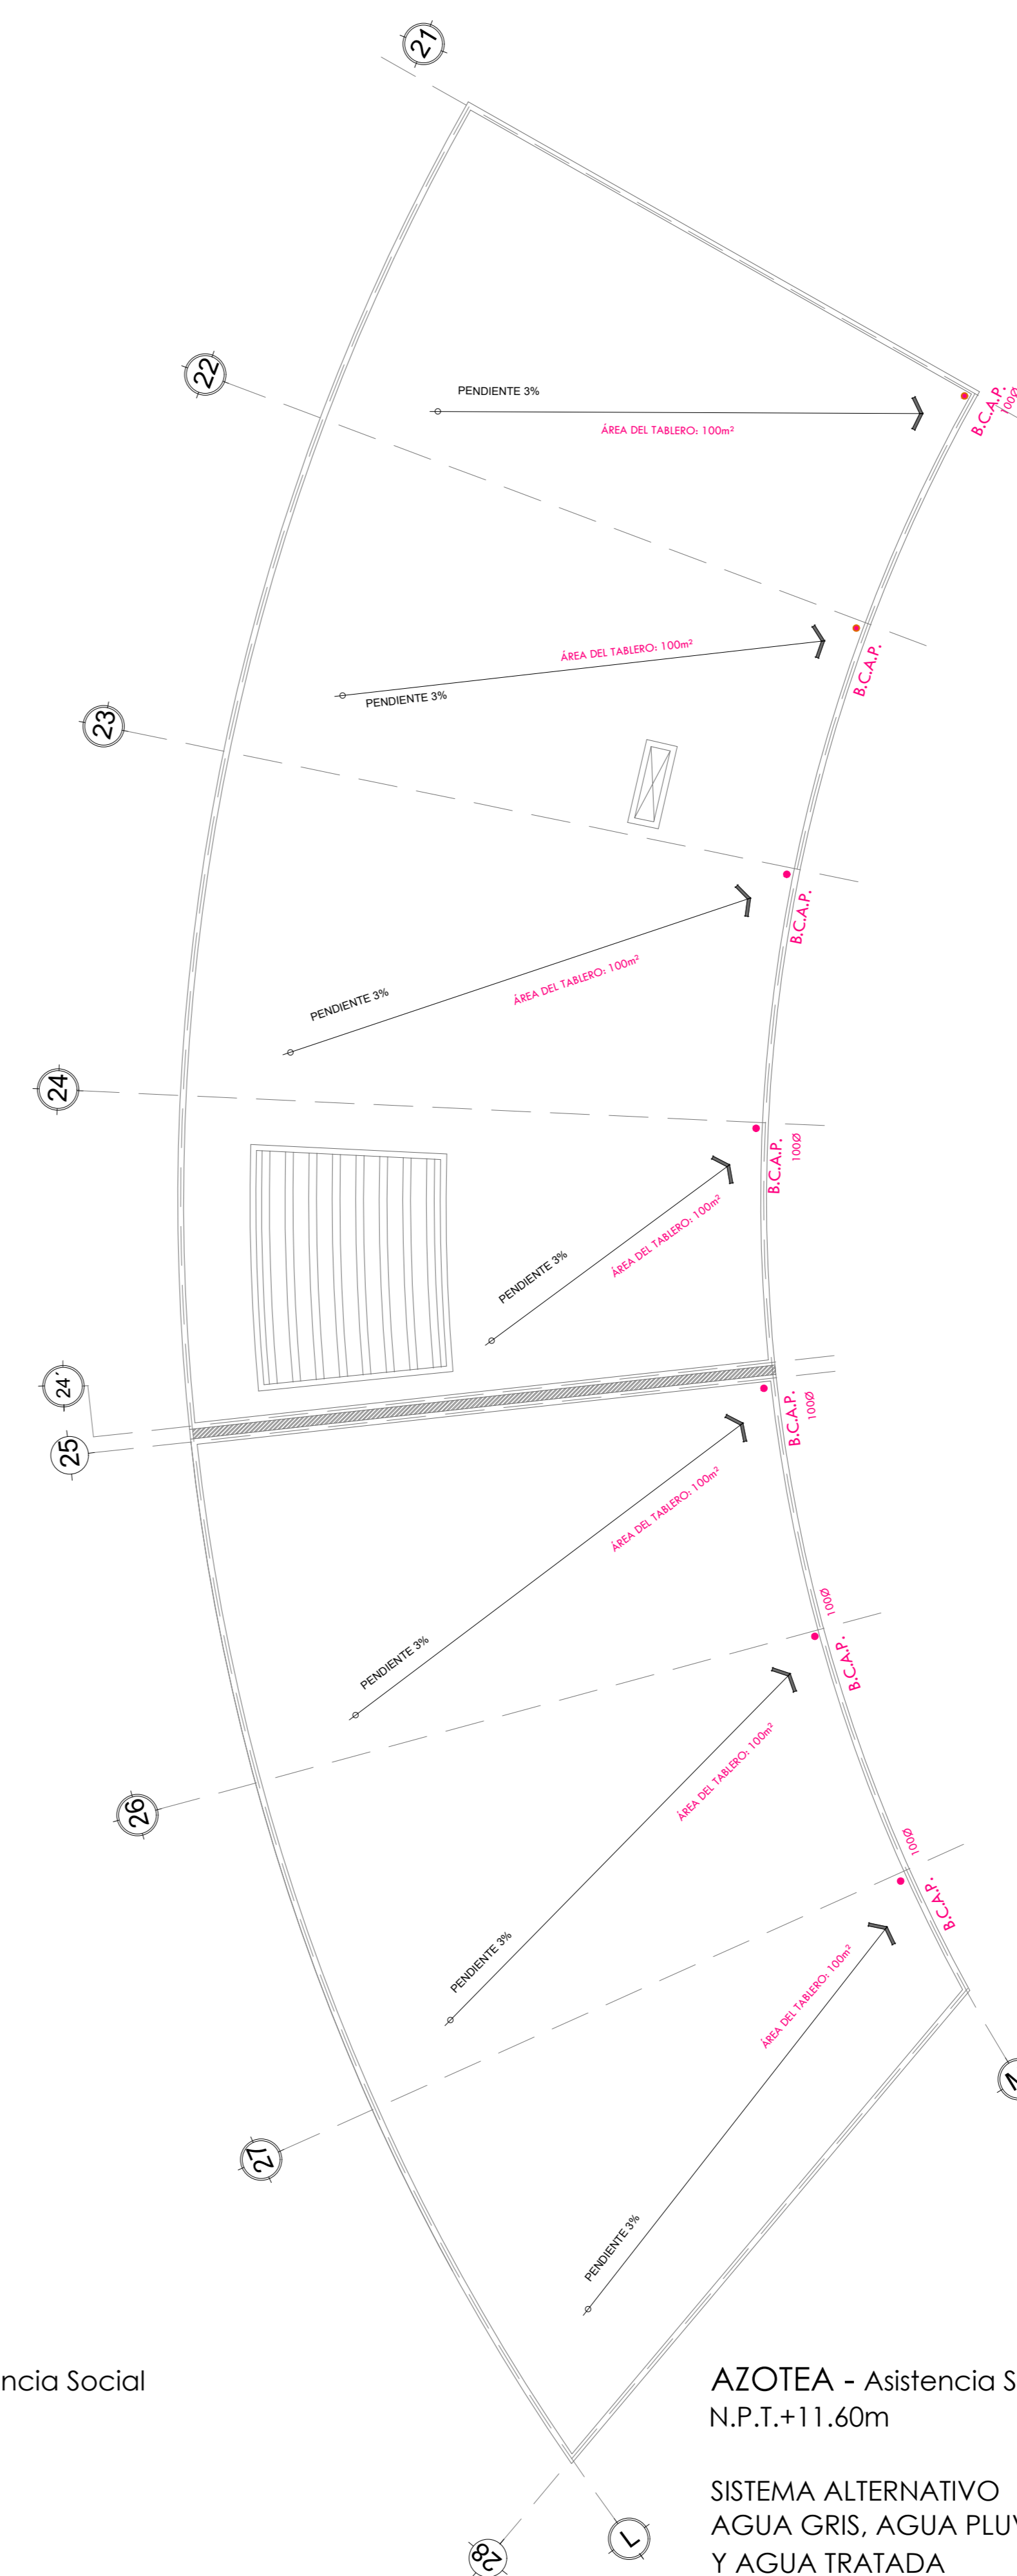 21
22
PENDIENTE 3%
ÁREA DEL TABLERO: 100m²
B.C.A.P.
100Ø
ÁREA DEL TABLERO: 100m²
PENDIENTE 3%
B.C.A.P.
23
B.C.A.P.
PENDIENTE 3%
ÁREA DEL TABLERO: 100m²
24
B.C.A.P.
100Ø
PENDIENTE 3%
ÁREA DEL TABLERO: 100m²
24´
25
B.C.A.P.
100Ø
ÁREA DEL TABLERO: 100m²
PENDIENTE 3%
100Ø
B.C.A.P.
26
ÁREA DEL TABLERO: 100m²
PENDIENTE 3%
100Ø
B.C.A.P.
27
ÁREA DEL TABLERO: 100m²
PENDIENTE 3%
ncia Social
AZOTEA - Asistencia S
N.P.T.+11.60m
SISTEMA ALTERNATIVO
AGUA GRIS, AGUA PLUV
Y AGUA TRATADA
28
L